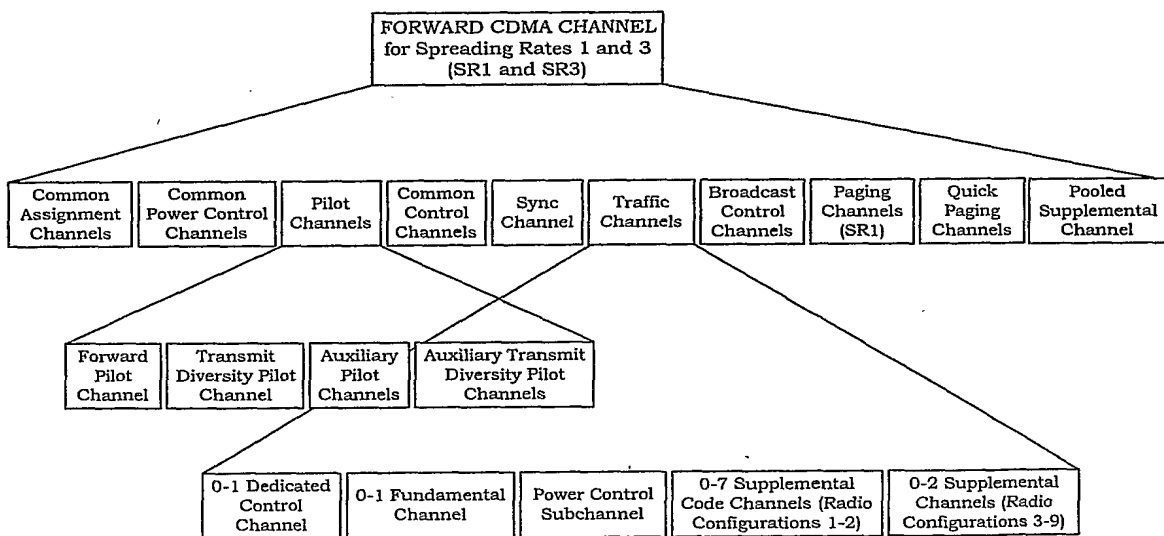 FORWARD CDMA CHANNEL
for Spreading Rates 1 and 3
(SR1 and SR3)
Common
Assignment
Channels
Common
Power Control
Channels
Pilot
Channels
Common
Control
Channels
Sync
Channel
Traffic
Channels
Broadcast
Control
Channels
Paging
Channels
(SR1)
Quick
Paging
Channels
Pooled
Supplemental
Channel
Forward
Pilot
Channel
Transmit
Diversity Pilot
Channel
Auxiliary
Pilot
Channels
Auxiliary Transmit
Diversity Pilot
Channels
0-1 Dedicated
Control
Channel
0-1 Fundamental
Channel
Power Control
Subchannel
0-7 Supplemental
Code Channels (Radio
Configurations 1-2)
0-2 Supplemental
Channels (Radio
Configurations 3-9)